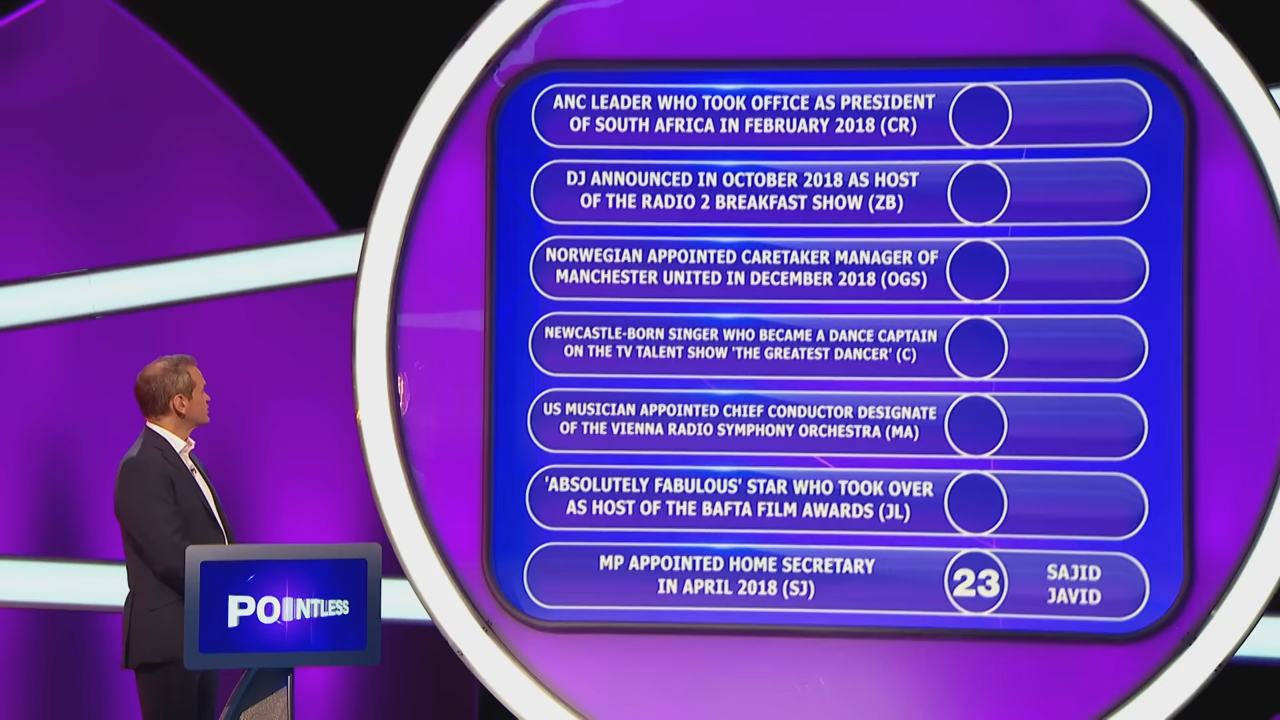 ANC LEADER WHO TOOK OFFICE AS PRESIDENT
OF SOUTH AFRICA IN FEBRUARY 2018 (CR)
DJ ANNOUNCED IN OCTOBER 2018 AS HOST
OF THE RADIO 2 BREAKFAST SHOW (ZB)
NORWEGIAN APPOINTED CARETAKER MANAGER OF
MANCHESTER UNITED IN DECEMBER 2018 (OGS)
NEWCASTLE-BORN SINGER WHO BECAME A DANCE CAPTAIN
ON THE TV TALENT SHOW 'THE GREATEST DANCER' (C)
US MUSICIAN APPOINTED CHIEF CONDUCTOR DESIGNATE
OF THE VIENNA RADIO SYMPHONY ORCHESTRA (MA)
'ABSOLUTELY FABULOUS' STAR WHO TOOK OVER
AS HOST OF THE BAFTA FILM AWARDS (JL)
MP APPOINTED HOME SECRETARY
IN APRIL 2018 (SJ)
23
SAJID
JAVID
POINTLESS